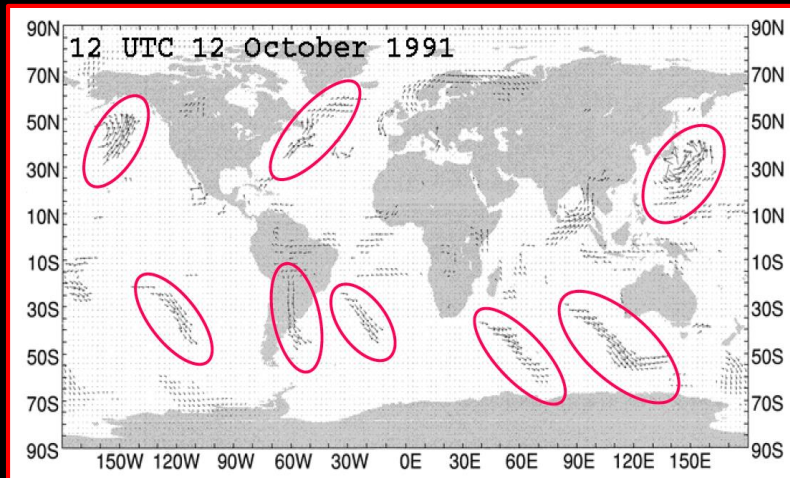 12 UTC 12 October 1991
90N 90N
70N 70N
50N 50N
30N 30N
10N 10N
10S 10S
30S 30S
50S 50S
70S 70S
90S 90S
150W 120W 90W 60W 30W 0E 30E 60E 90E 120E 150E